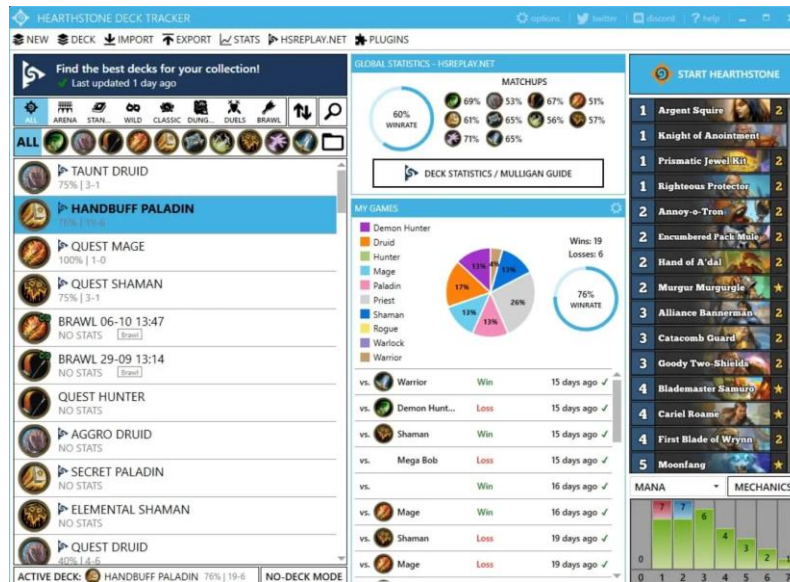 HEARTHSTONE DECK TRACKER
options | twitter | discord | ? help
NEW DECK IMPORT EXPORT STATS HSREPLAY.NET PLUGINS
Find the best decks for your collection!
Last updated 1 day ago
ALL ARENA STAN... WILD CLASSIC DUNG... DUELS BRAWL
ALL
TAUNT DRUID
75% | 3-1
HANDBUFF PALADIN
76% | 19-6
QUEST MAGE
100% | 1-0
QUEST SHAMAN
75% | 3-1
BRAWL 06-10 13:47
NO STATS Brawl
BRAWL 29-09 13:14
NO STATS Brawl
QUEST HUNTER
NO STATS
AGGRO DRUID
NO STATS
SECRET PALADIN
NO STATS
ELEMENTAL SHAMAN
NO STATS
QUEST DRUID
40% | 4-6
ACTIVE DECK: HANDBUFF PALADIN 76% | 19-6 NO-DECK MODE
GLOBAL STATISTICS - HSREPLAY.NET
60%
WINRATE
MATCHUPS
69% 53% 67% 51%
61% 65% 56% 57%
71% 65%
DECK STATISTICS / MULLIGAN GUIDE
MY GAMES
Demon Hunter
Druid
Hunter
Mage
Paladin
Priest
Shaman
Rogue
Warlock
Warrior
13% 4% 13%
17% 26%
13% 13%
Wins: 19
Losses: 6
76%
WINRATE
vs. Warrior Win 15 days ago
vs. Demon Hunt... Loss 15 days ago
vs. Shaman Win 15 days ago
vs. Mega Bob Loss 15 days ago
vs. Win 16 days ago
vs. Mage Win 16 days ago
vs. Shaman Loss 19 days ago
vs. Mage Loss 19 days ago
START HEARTHSTONE
1 Argent Squire 2
1 Knight of Anointment
1 Prismatic Jewel Kit 2
1 Righteous Protector 2
2 Annoy-o-Tron 2
2 Encumbered Pack Mule 2
2 Hand of A'dal 2
2 Murgur Murgurgle
3 Alliance Bannerman 2
3 Catacomb Guard 2
3 Goody Two-Shields 2
4 Blademaster Samuro
4 Cariel Roame
4 First Blade of Wrynn 2
5 Moonfang
MANA MECHANICS
0 7 7 6 4 3 2
0 1 2 3 4 5 6 7